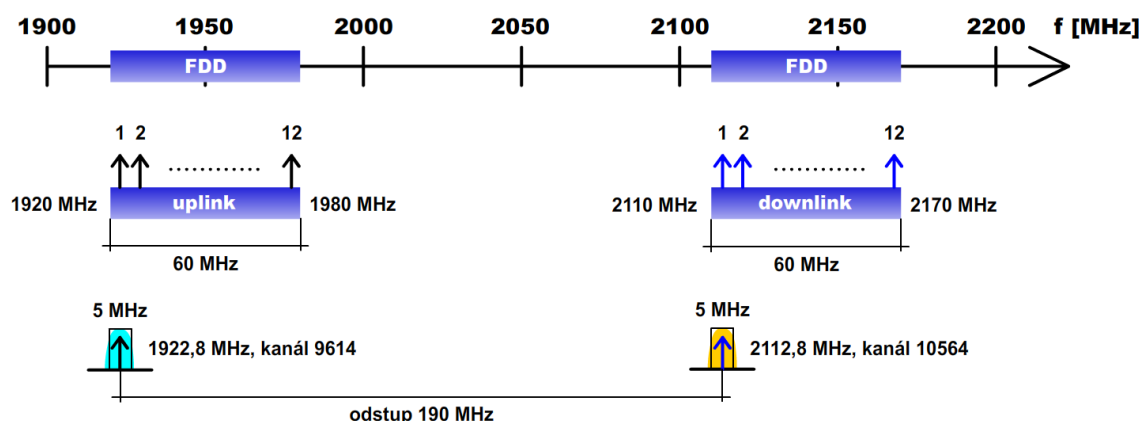 1900 1950 2000 2050 2100 2150 2200 f [MHz]
FDD FDD
1 2 12 1 2 12
............ ............
1920 MHz uplink 1980 MHz 2110 MHz downlink 2170 MHz
60 MHz 60 MHz
5 MHz 5 MHz
1922,8 MHz, kanál 9614 2112,8 MHz, kanál 10564
odstup 190 MHz